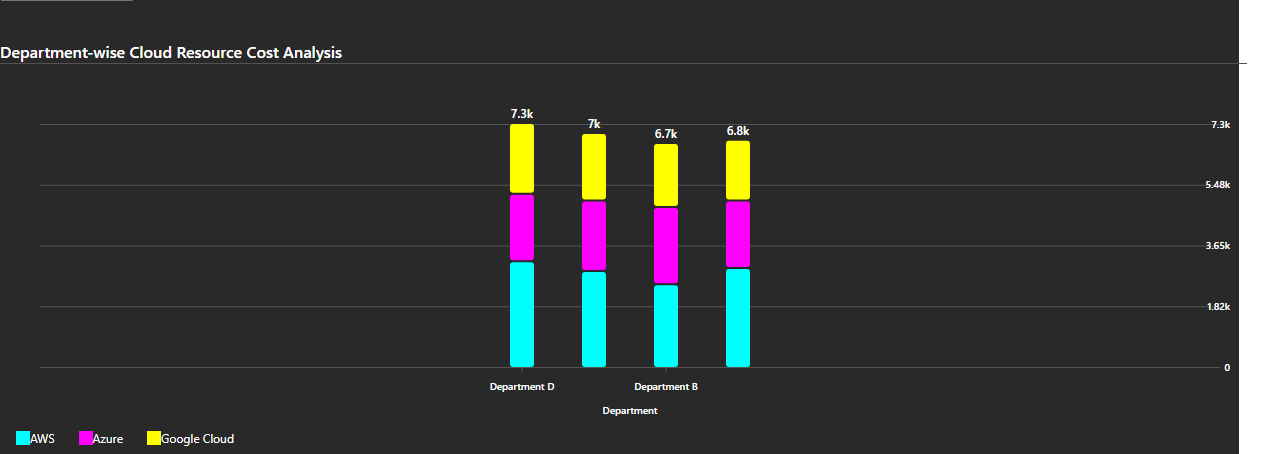 Department-wise Cloud Resource Cost Analysis
7.3k
7k
6.7k
6.8k
7.3k
5.48k
3.65k
1.82k
0
Department D
Department B
Department
AWS
Azure
Google Cloud